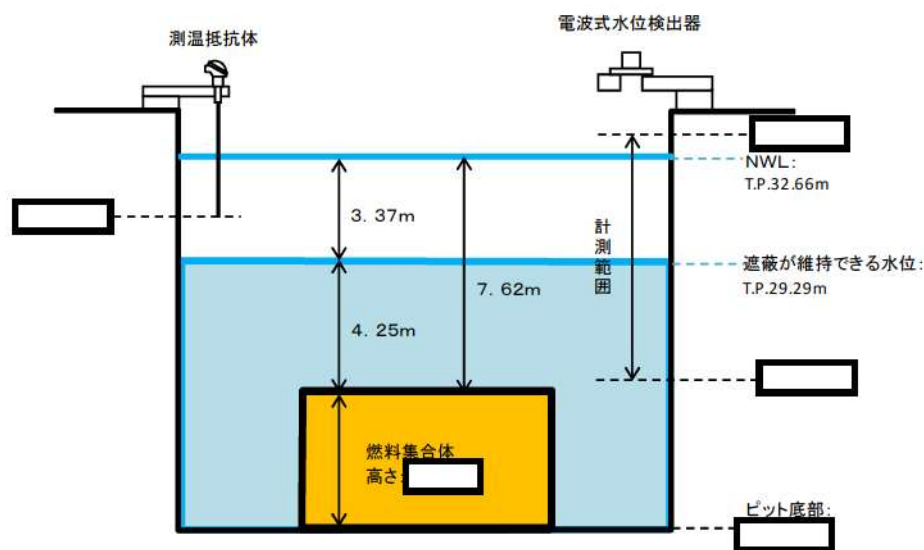 電波式水位検出器
測温抵抗体
NWL:
T.P.32.66m
3.37m
計測範囲
遮蔽が維持できる水位:
T.P.29.29m
7.62m
4.25m
燃料集合体
高さ:
ピット底部: